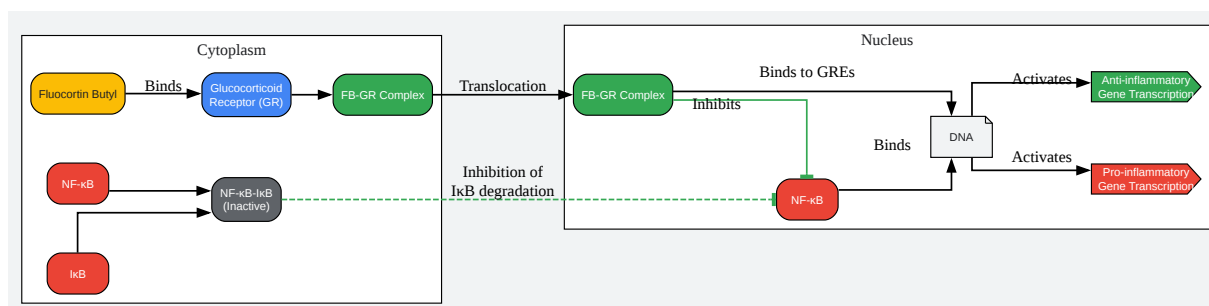 Cytoplasm
Nucleus
Fluocortin Butyl
Binds
Glucocorticoid
Receptor (GR)
FB-GR Complex
Translocation
FB-GR Complex
Binds to GREs
Inhibits
Activates
Anti-inflammatory
Gene Transcription
DNA
Binds
Activates
Pro-inflammatory
Gene Transcription
NF-κB
NF-κB-IκB
(Inactive)
Inhibition of
IκB degradation
NF-κB
IκB